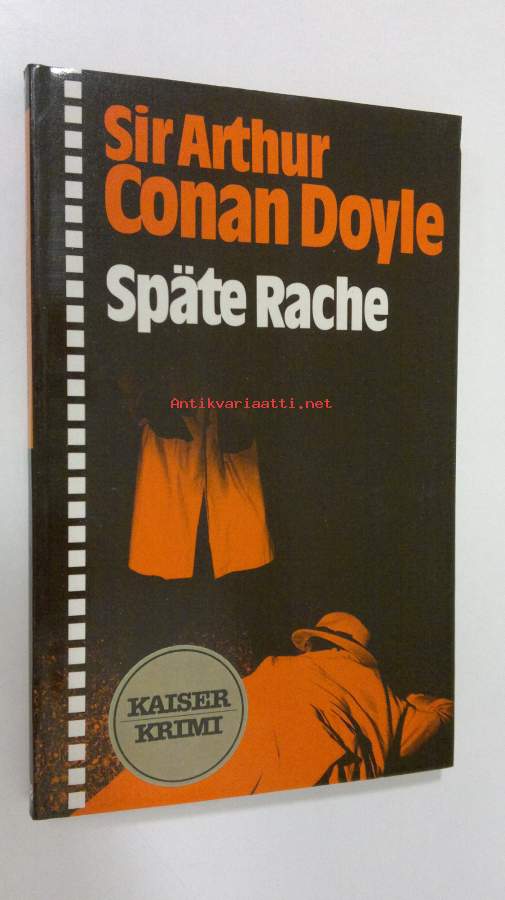 Sir Arthur
Conan Doyle
Späte Rache
Antikvariaatti.net
KAISER
KRIMI